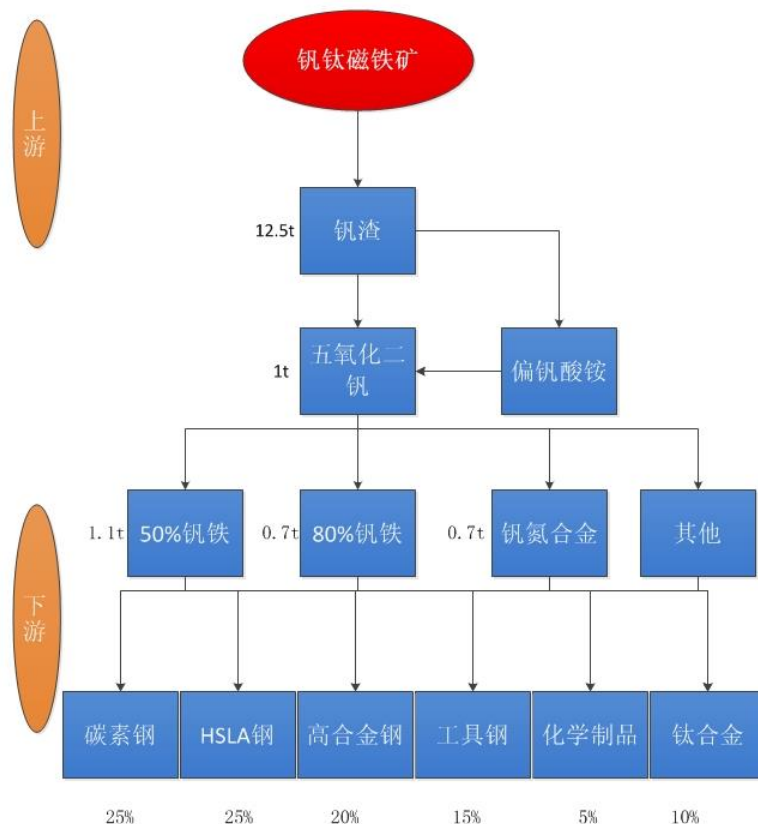 钒钛磁铁矿
上
游
12.5t
钒渣
1t
五氧化二
钒
偏钒酸铵
1.1t
50%钒铁
0.7t
80%钒铁
0.7t
钒氮合金
其他
下
游
碳素钢
HSLA钢
高合金钢
工具钢
化学制品
钛合金
25%
25%
20%
15%
5%
10%